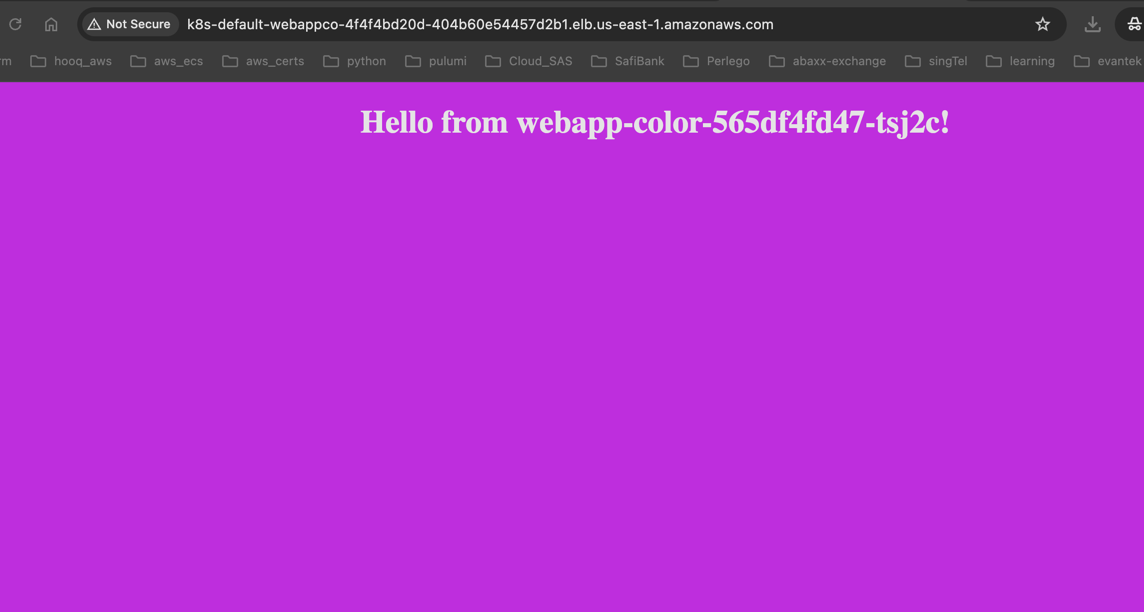 Not Secure k8s-default-webappco-4f4f4bd20d-404b60e54457d2b1.elb.us-east-1.amazonaws.com
rm hooq_aws aws_ecs aws_certs python pulumi Cloud_SAS SafiBank Perlego abaxx-exchange singTel learning evantek
Hello from webapp-color-565df4fd47-tsj2c!